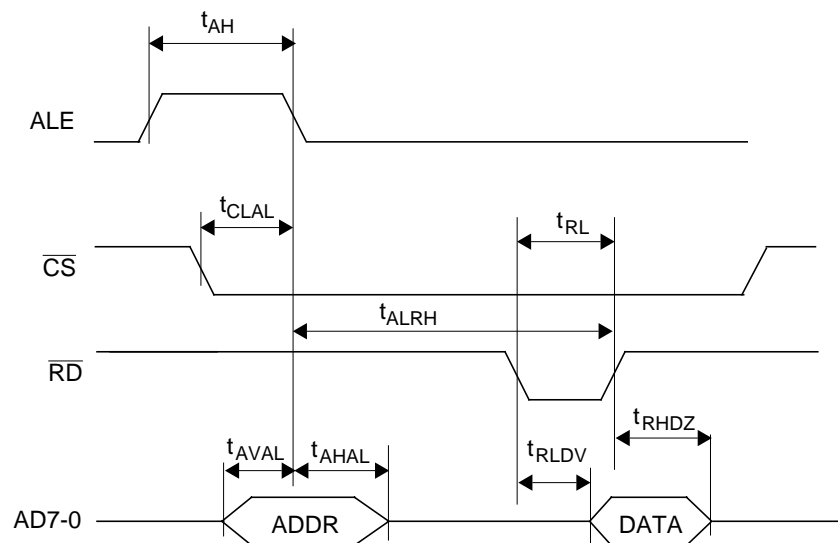 tAH
ALE
tCLAL
tRL
CS
tALRH
RD
tRHDZ
tAVAL
tAHAL
tRLDV
AD7-0
ADDR
DATA